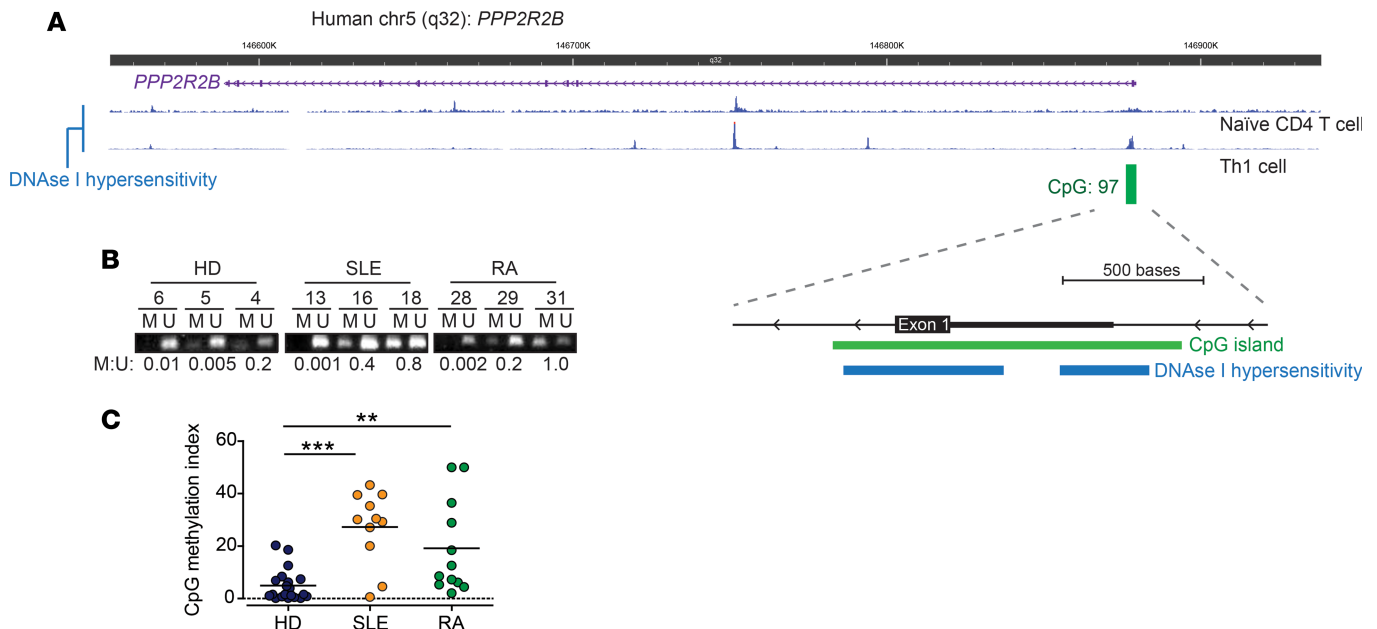 A
Human chr5 (q32): PPP2R2B
146600K 146700K 146800K 146900K
q32
PPP2R2B
Naïve CD4 T cell
Th1 cell
DNAse I hypersensitivity
CpG: 97
500 bases
Exon 1
CpG island
DNAse I hypersensitivity
B
HD SLE RA
6 5 4 13 16 18 28 29 31
M U M U M U M U M U M U M U M U M U
M:U: 0.01 0.005 0.2 0.001 0.4 0.8 0.002 0.2 1.0
C
CpG methylation index
60
40
20
0
**
***
HD SLE RA